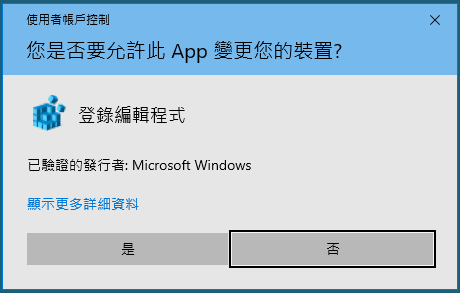 使用者帳戶控制
您是否要允許此 App 變更您的裝置?
登錄編輯程式
已驗證的發行者: Microsoft Windows
顯示更多詳細資料
是
否